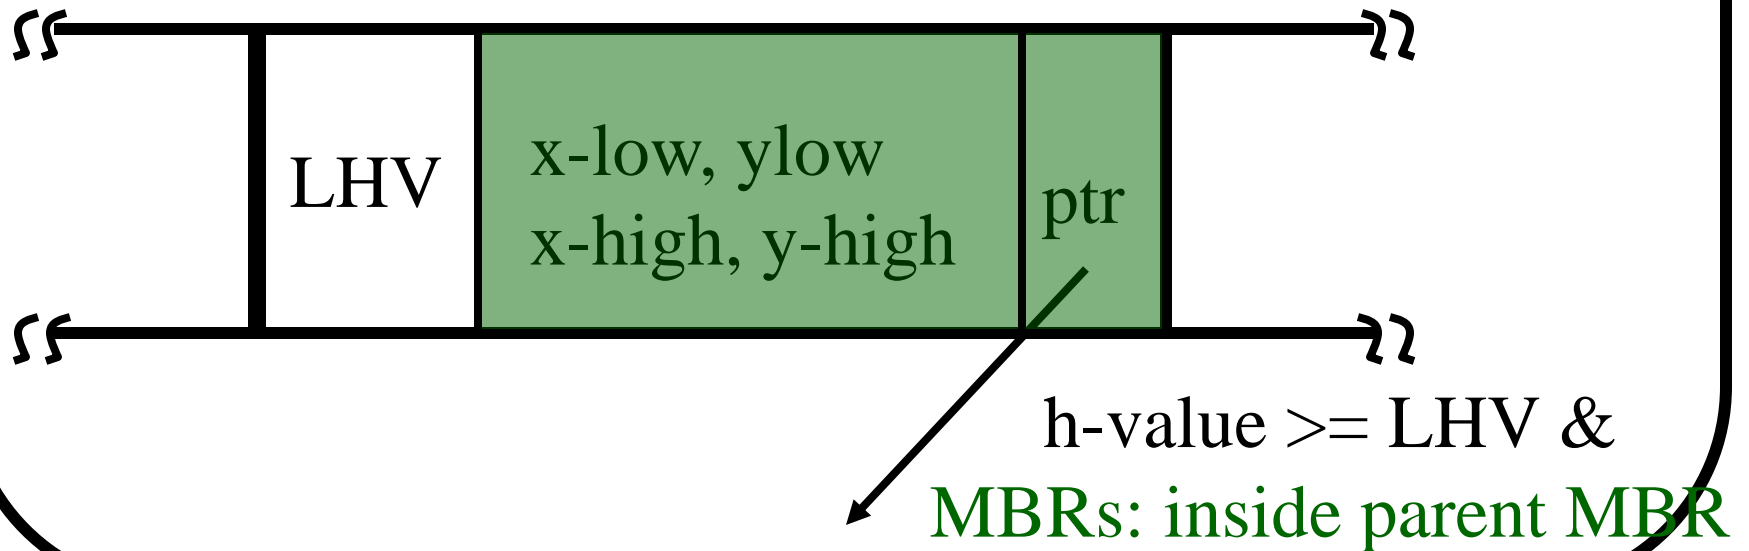 LHV
x-low, ylow
x-high, y-high
ptr
h-value >= LHV &
MBRs: inside parent MBR